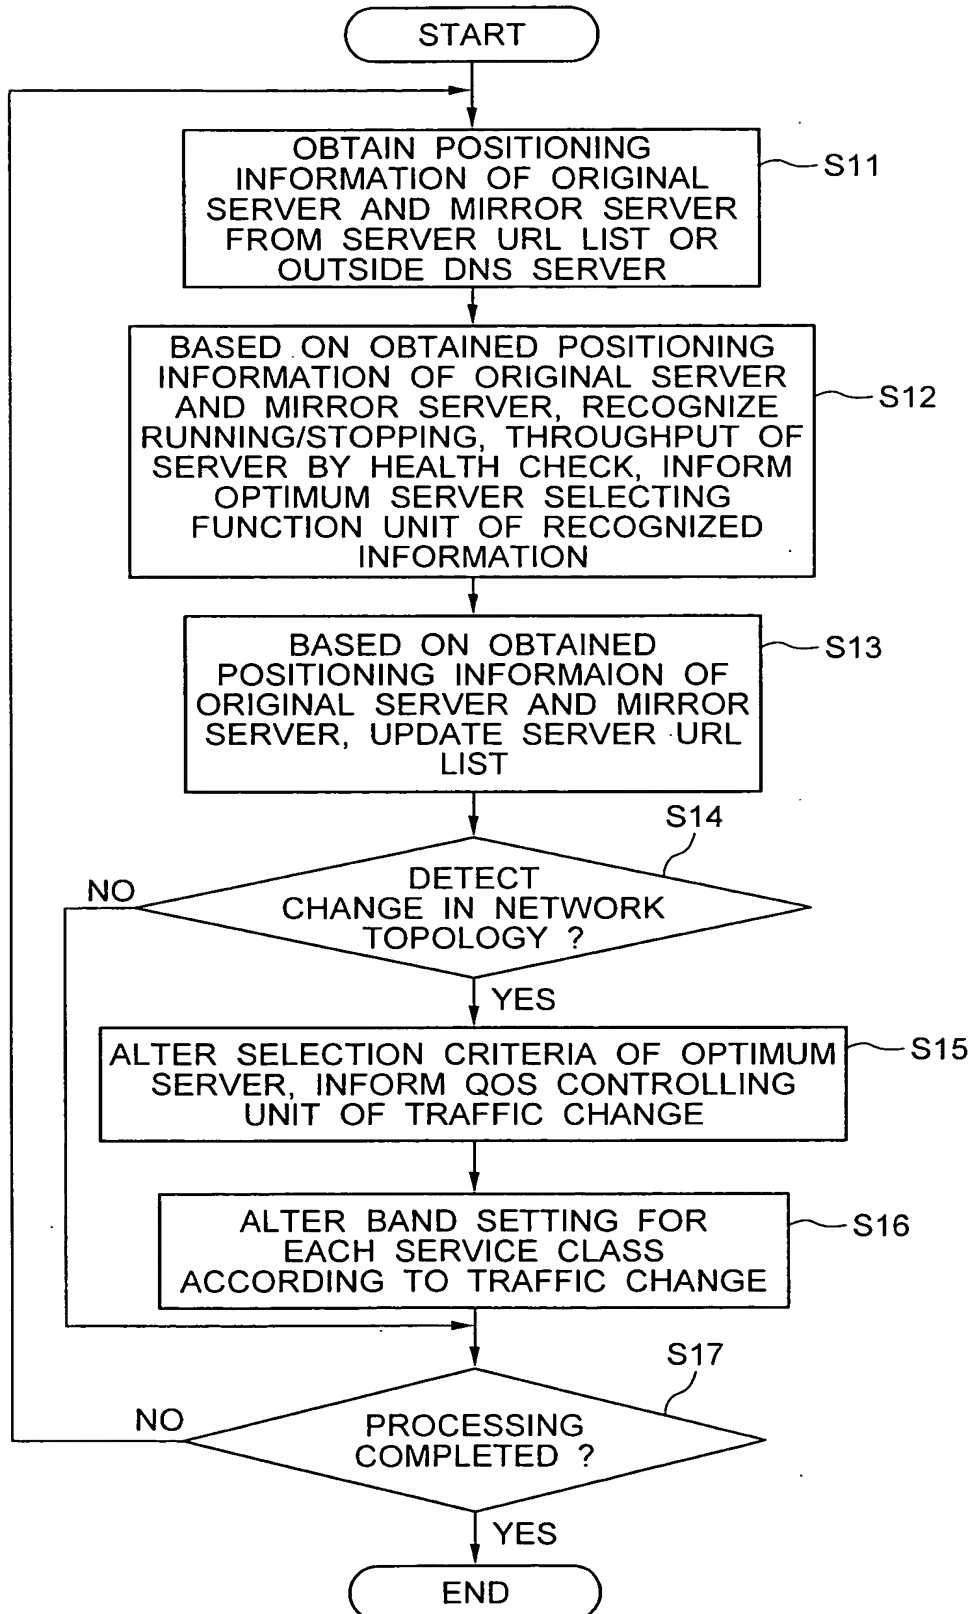 START
OBTAIN POSITIONING
INFORMATION OF ORIGINAL
SERVER AND MIRROR SERVER
FROM SERVER URL LIST OR
OUTSIDE DNS SERVER
S11
BASED ON OBTAINED POSITIONING
INFORMATION OF ORIGINAL SERVER
AND MIRROR SERVER, RECOGNIZE
RUNNING/STOPPING, THROUGHPUT OF
SERVER BY HEALTH CHECK, INFORM
OPTIMUM SERVER SELECTING
FUNCTION UNIT OF RECOGNIZED
INFORMATION
S12
BASED ON OBTAINED
POSITIONING INFORMAION OF
ORIGINAL SERVER AND MIRROR
SERVER, UPDATE SERVER URL
LIST
S13
S14
NO
DETECT
CHANGE IN NETWORK
TOPOLOGY ?
YES
ALTER SELECTION CRITERIA OF OPTIMUM
SERVER, INFORM QOS CONTROLLING
UNIT OF TRAFFIC CHANGE
S15
ALTER BAND SETTING FOR
EACH SERVICE CLASS
ACCORDING TO TRAFFIC CHANGE
S16
S17
NO
PROCESSING
COMPLETED ?
YES
END